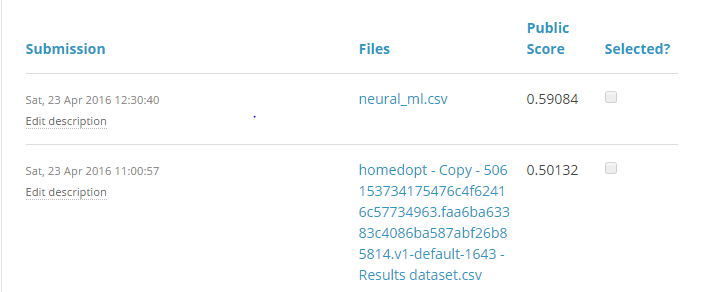 Submission Files Public Score Selected?
Sat, 23 Apr 2016 12:30:40 neural_ml.csv 0.59084
Edit description
Sat, 23 Apr 2016 11:00:57 homedopt - Copy - 506 0.50132
Edit description 153734175476c4f6241
6c57734963.faa6ba633
83c4086ba587abf26b8
5814.v1-default-1643 -
Results dataset.csv